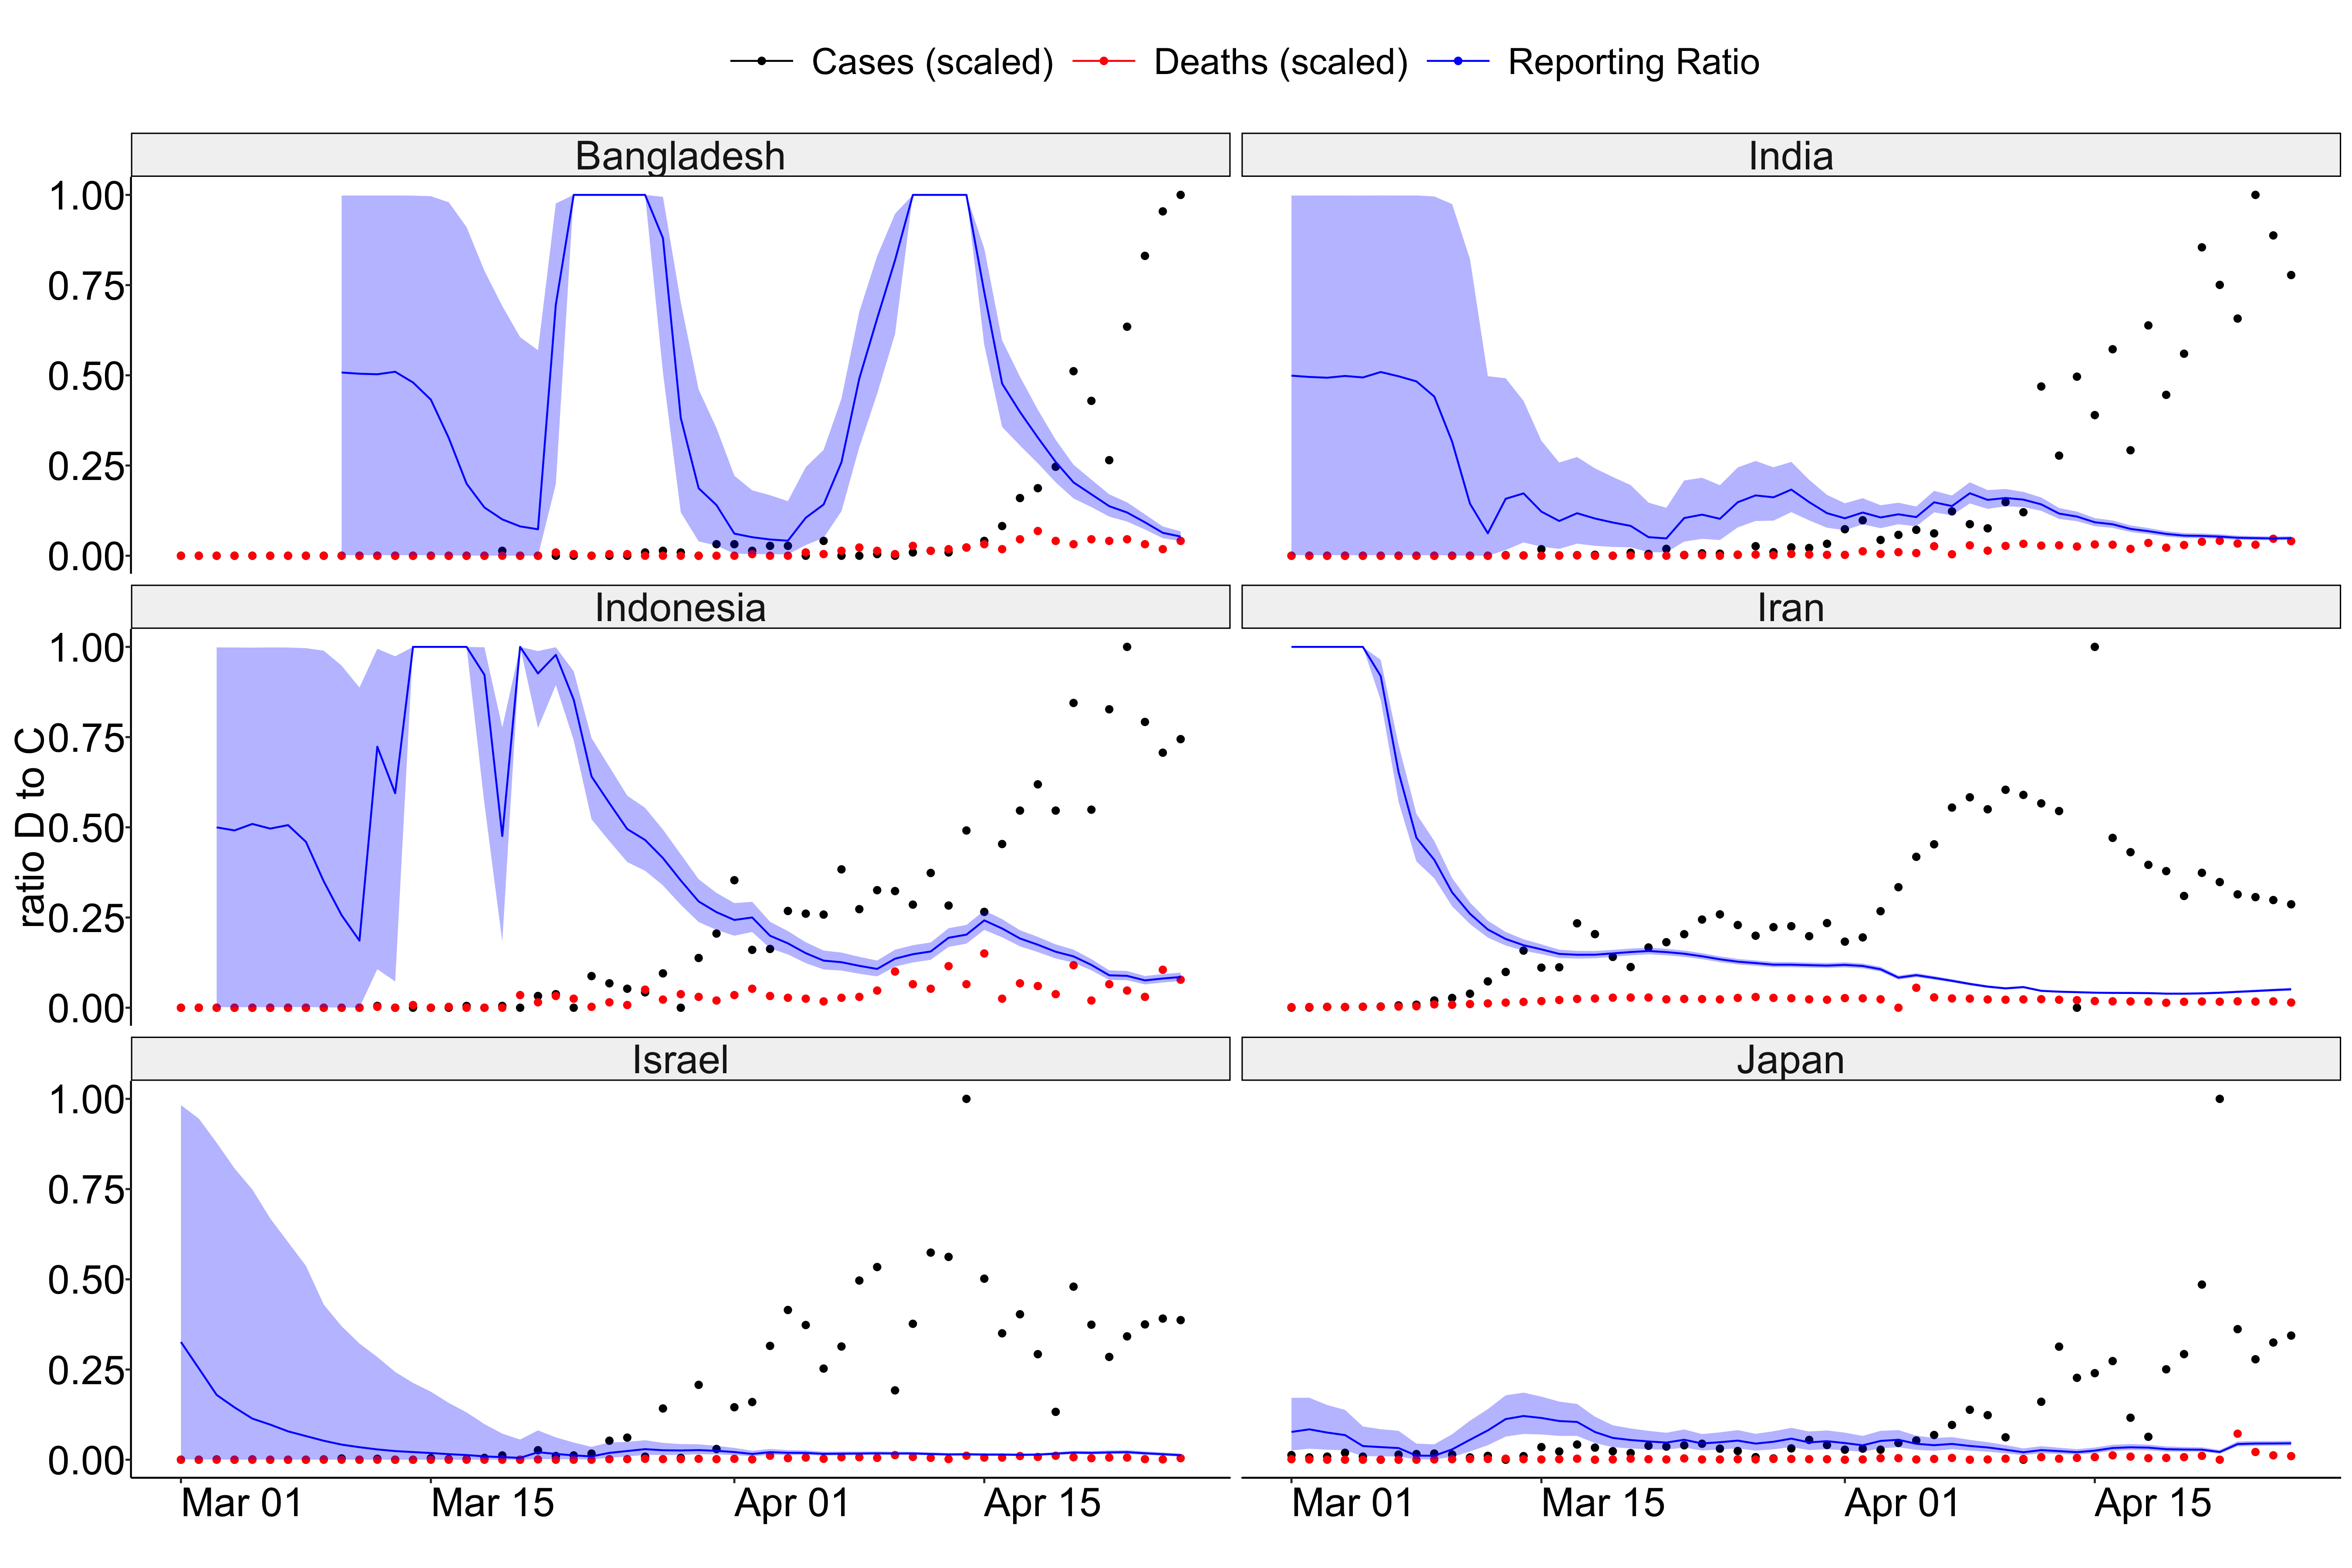 Cases (scaled) Deaths (scaled) Reporting Ratio
Bangladesh India
1.00
0.75
0.50
0.25
0.00
Indonesia Iran
1.00
0.75
0.50
0.25
0.00
ratio D to C
Israel Japan
1.00
0.75
0.50
0.25
0.00
Mar 01 Mar 15 Apr 01 Apr 15 Mar 01 Mar 15 Apr 01 Apr 15